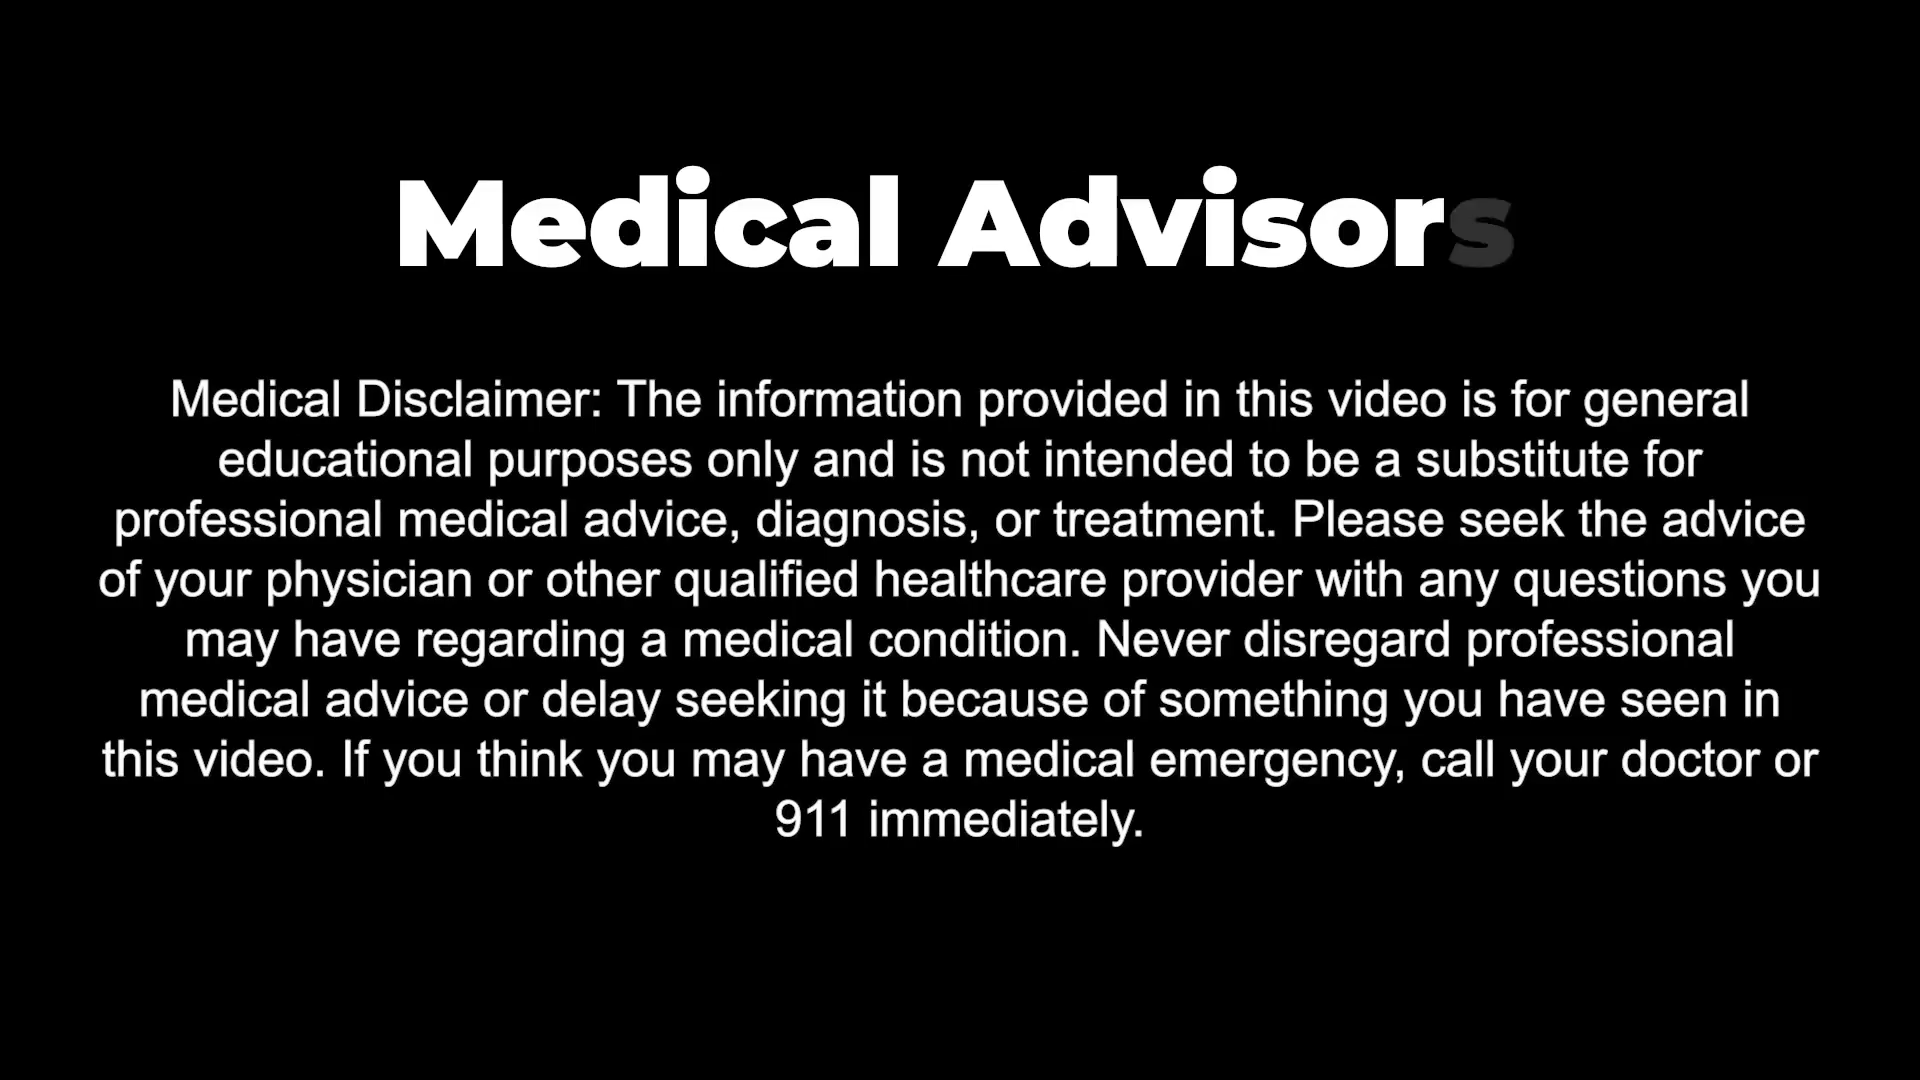 Medical Advisors
Medical Disclaimer: The information provided in this video is for general
educational purposes only and is not intended to be a substitute for
professional medical advice, diagnosis, or treatment. Please seek the advice
of your physician or other qualified healthcare provider with any questions you
may have regarding a medical condition. Never disregard professional
medical advice or delay seeking it because of something you have seen in
this video. If you think you may have a medical emergency, call your doctor or
911 immediately.